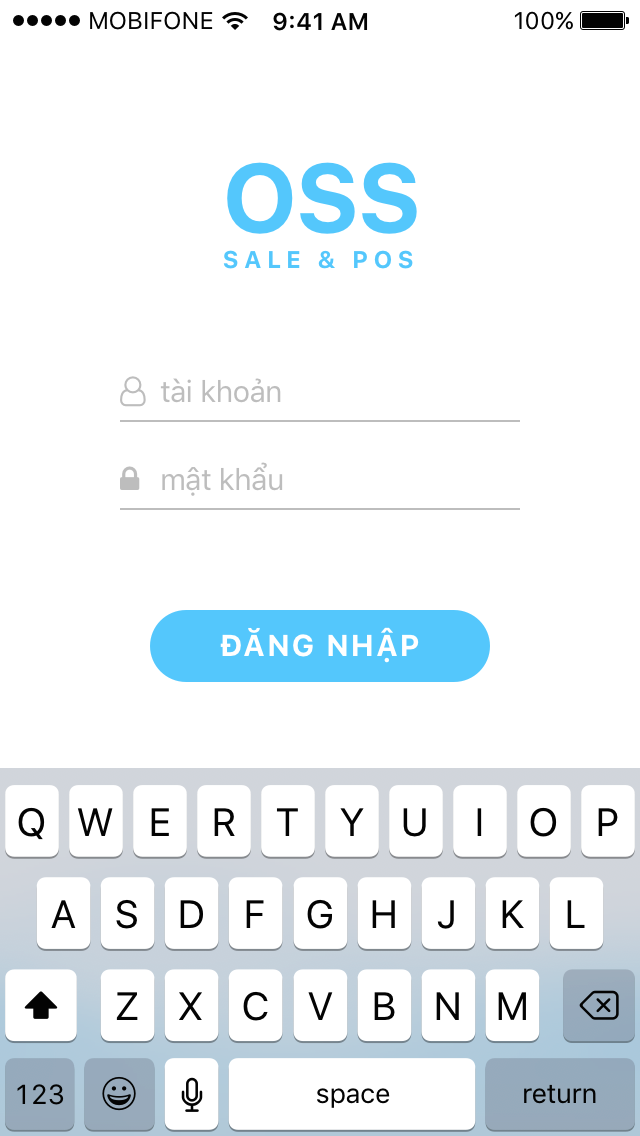 MOBIFONE 9:41 AM 100%
OSS
SALE & POS
tài khoản
mật khẩu
ĐĂNG NHẬP
Q W E R T Y U I O P
A S D F G H J K L
Z X C V B N M
123 space return